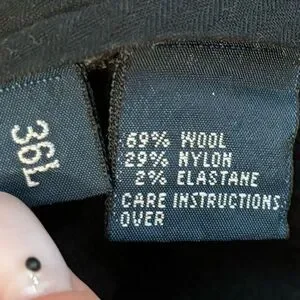 36L
69% WOOL
29% NYLON
2% ELASTANE
CARE INSTRUCTIONS
OVER